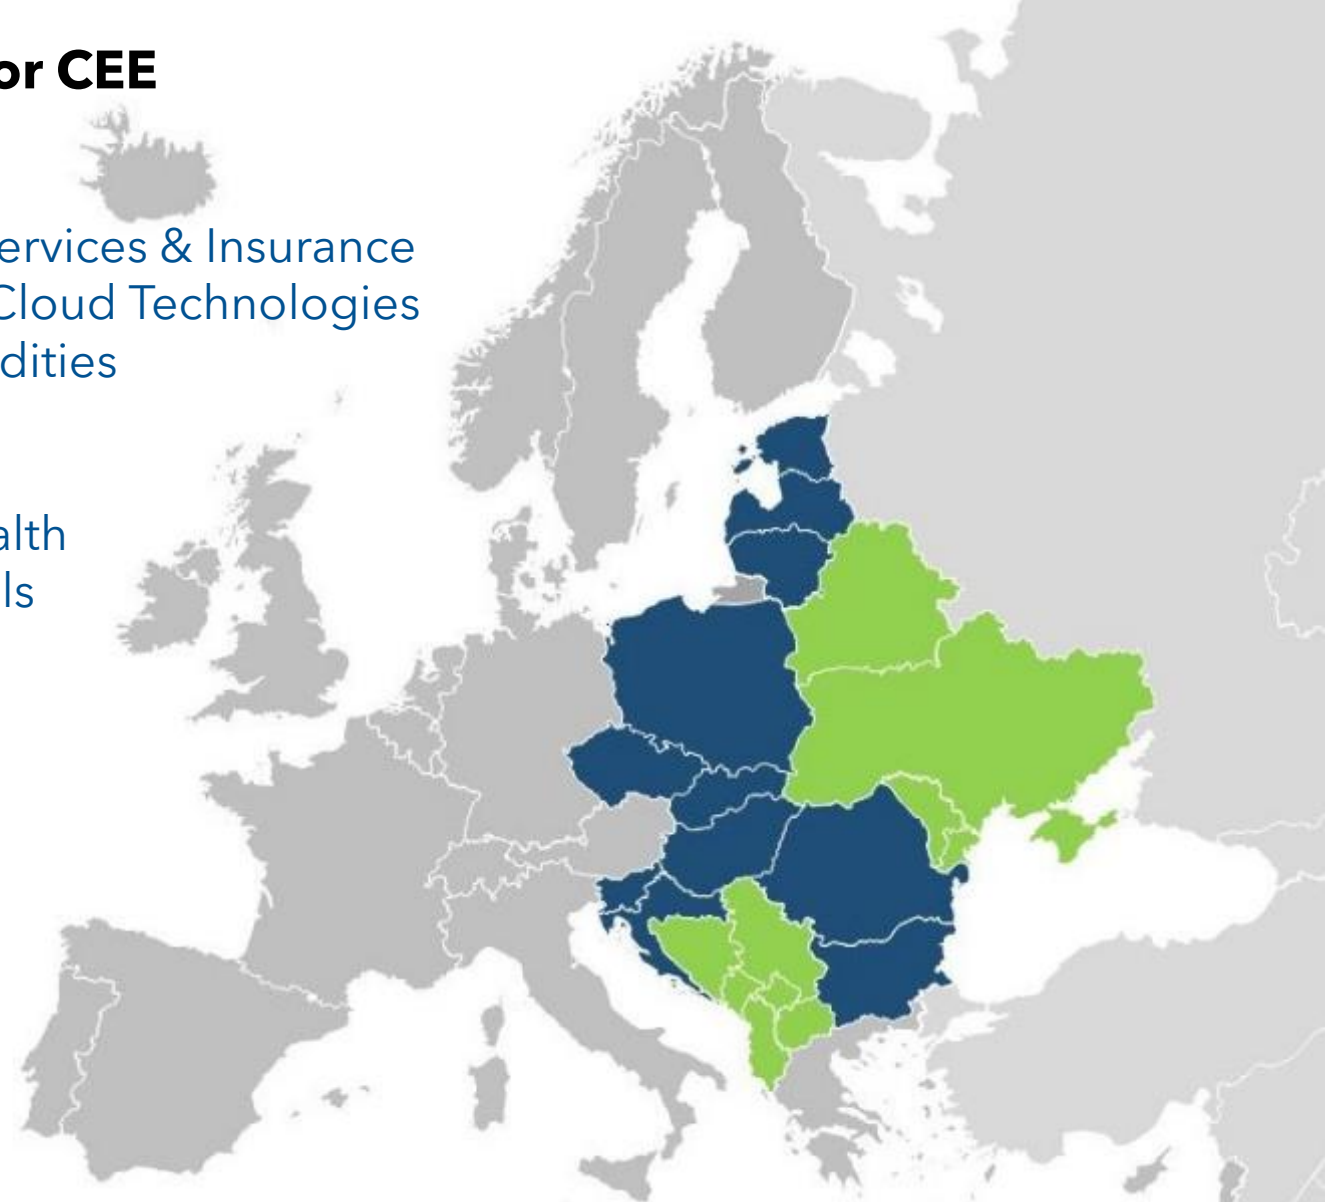 or CEE
ervices & Insurance
Cloud Technologies
dities
alth
ls